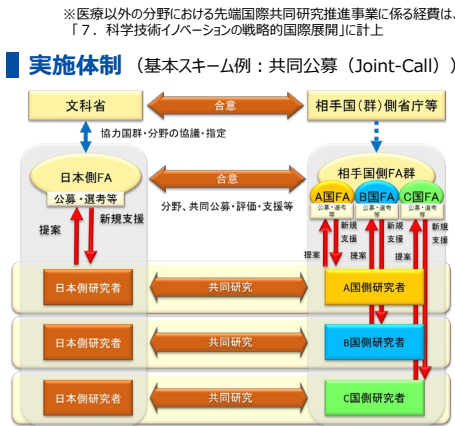 ※医療以外の分野における先端国際共同研究推進事業に係る経費は、
「７．科学技術イノベーションの戦略的国際展開」に計上
実施体制 （基本スキーム例：共同公募（Joint-Call））
文科省
合意
相手国（群）側省庁等
協力国群・分野の協議・指定
日本側FA
公募・選考等
合意
分野、共同公募・評価・支援等
相手国側FA群
A国FA
B国FA
C国FA
公募・選考
等
公募・選考
等
公募・選考
等
提案
新規支援
提案
新規
支援
提案
新規
支援
提案
新規
支援
日本側研究者
共同研究
A国側研究者
日本側研究者
共同研究
B国側研究者
日本側研究者
共同研究
C国側研究者